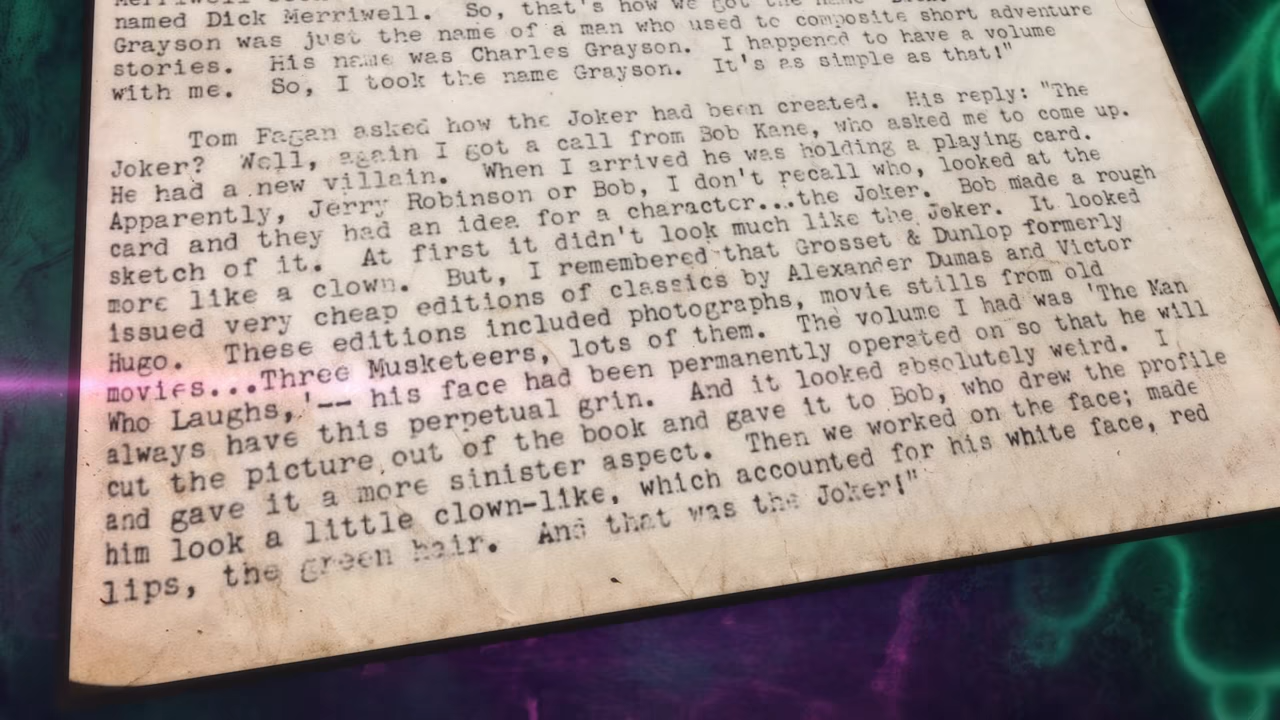 named Dick Merriwell. So, that's how we got the name
Grayson was just the name of a man who used to composite short adventure
stories. His name was Charles Grayson. I happened to have a volume
with me. So, I took the name Grayson. It's as simple as that!"
Tom Fagan asked how the Joker had been created. His reply: "The
Joker? Well, again I got a call from Bob Kane, who asked me to come up.
He had a new villain. When I arrived he was holding a playing card.
Apparently, Jerry Robinson or Bob, I don't recall who, looked at the
card and they had an idea for a character...the Joker. Bob made a rough
sketch of it. At first it didn't look much like the Joker. It looked
more like a clown. But, I remembered that Grosset & Dunlop formerly
issued very cheap editions of classics by Alexander Dumas and Victor
Hugo. These editions included photographs, movie stills from old
movies...Three Musketeers, lots of them. The volume I had was 'The Man
Who Laughs,'-- his face had been permanently operated on so that he will
always have this perpetual grin. And it looked absolutely weird. I
cut the picture out of the book and gave it to Bob, who drew the profile
and gave it a more sinister aspect. Then we worked on the face; made
him look a little clown-like, which accounted for his white face, red
lips, the green hair. And that was the Joker!"